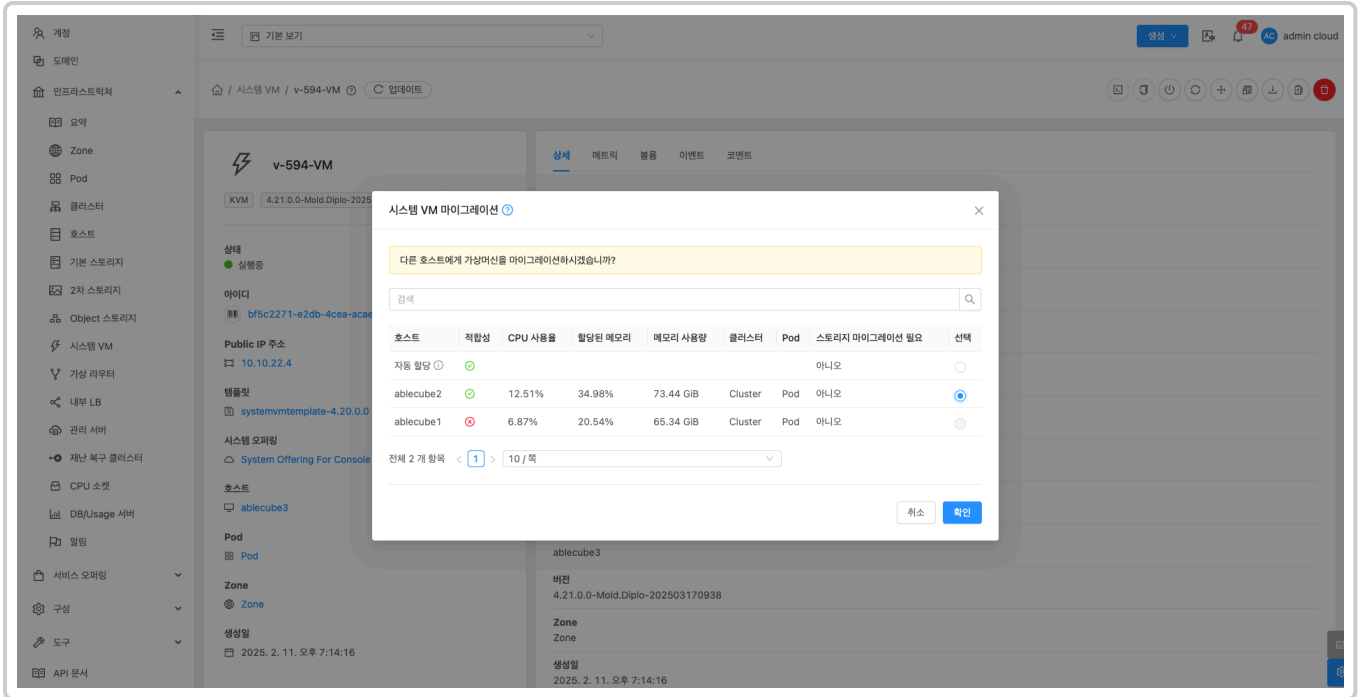 계정
도메인
인프라스트럭쳐
요약
Zone
Pod
클러스터
호스트
기본 스토리지
2차 스토리지
Object 스토리지
시스템 VM
가상 라우터
내부 LB
관리 서버
재난 복구 클러스터
CPU 소켓
DB/Usage 서버
알림
서비스 오퍼링
구성
도구
API 문서
기본 보기
생성
47
AC admin cloud
/ 시스템 VM / v-594-VM 업데이트
v-594-VM
KVM 4.21.0.0-Mold.Diplo-2025
상태
실행중
아이디
bf5c2271-e2db-4cea-acae
Public IP 주소
10.10.22.4
템플릿
systemvmtemplate-4.20.0.0
시스템 오퍼링
System Offering For Console
호스트
ablecube3
Pod
Pod
Zone
Zone
생성일
2025. 2. 11. 오후 7:14:16
상세 메트릭 볼륨 이벤트 코멘트
시스템 VM 마이그레이션
다른 호스트에게 가상머신을 마이그레이션하시겠습니까?
검색
호스트 적합성 CPU 사용율 할당된 메모리 메모리 사용량 클러스터 Pod 스토리지 마이그레이션 필요 선택
자동 할당 아니오
ablecube2 12.51% 34.98% 73.44 GiB Cluster Pod 아니오
ablecube1 6.87% 20.54% 65.34 GiB Cluster Pod 아니오
전체 2 개 항목 < 1 > 10 / 쪽
취소 확인
ablecube3
버전
4.21.0.0-Mold.Diplo-202503170938
Zone
Zone
생성일
2025. 2. 11. 오후 7:14:16